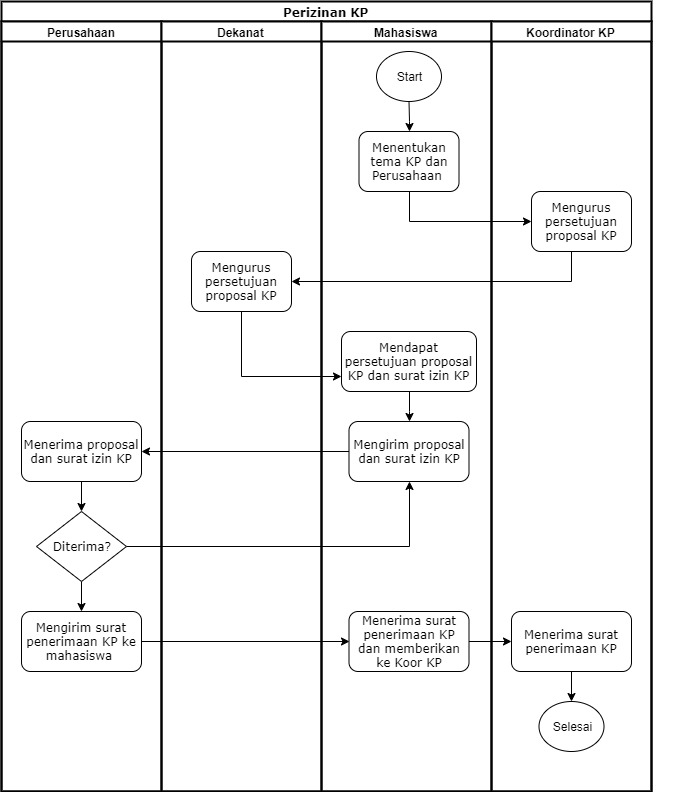 Perizinan KP
Perusahaan
Dekanat
Mahasiswa
Koordinator KP
Start
Menentukan
tema KP dan
Perusahaan
Mengurus
persetujuan
proposal KP
Mengurus
persetujuan
proposal KP
Mendapat
persetujuan proposal
KP dan surat izin KP
Mengirim proposal
dan surat izin KP
Menerima proposal
dan surat izin KP
Diterima?
Mengirim surat
penerimaan KP ke
mahasiswa
Menerima surat
penerimaan KP
dan memberikan
ke Koor KP
Menerima surat
penerimaan KP
Selesai